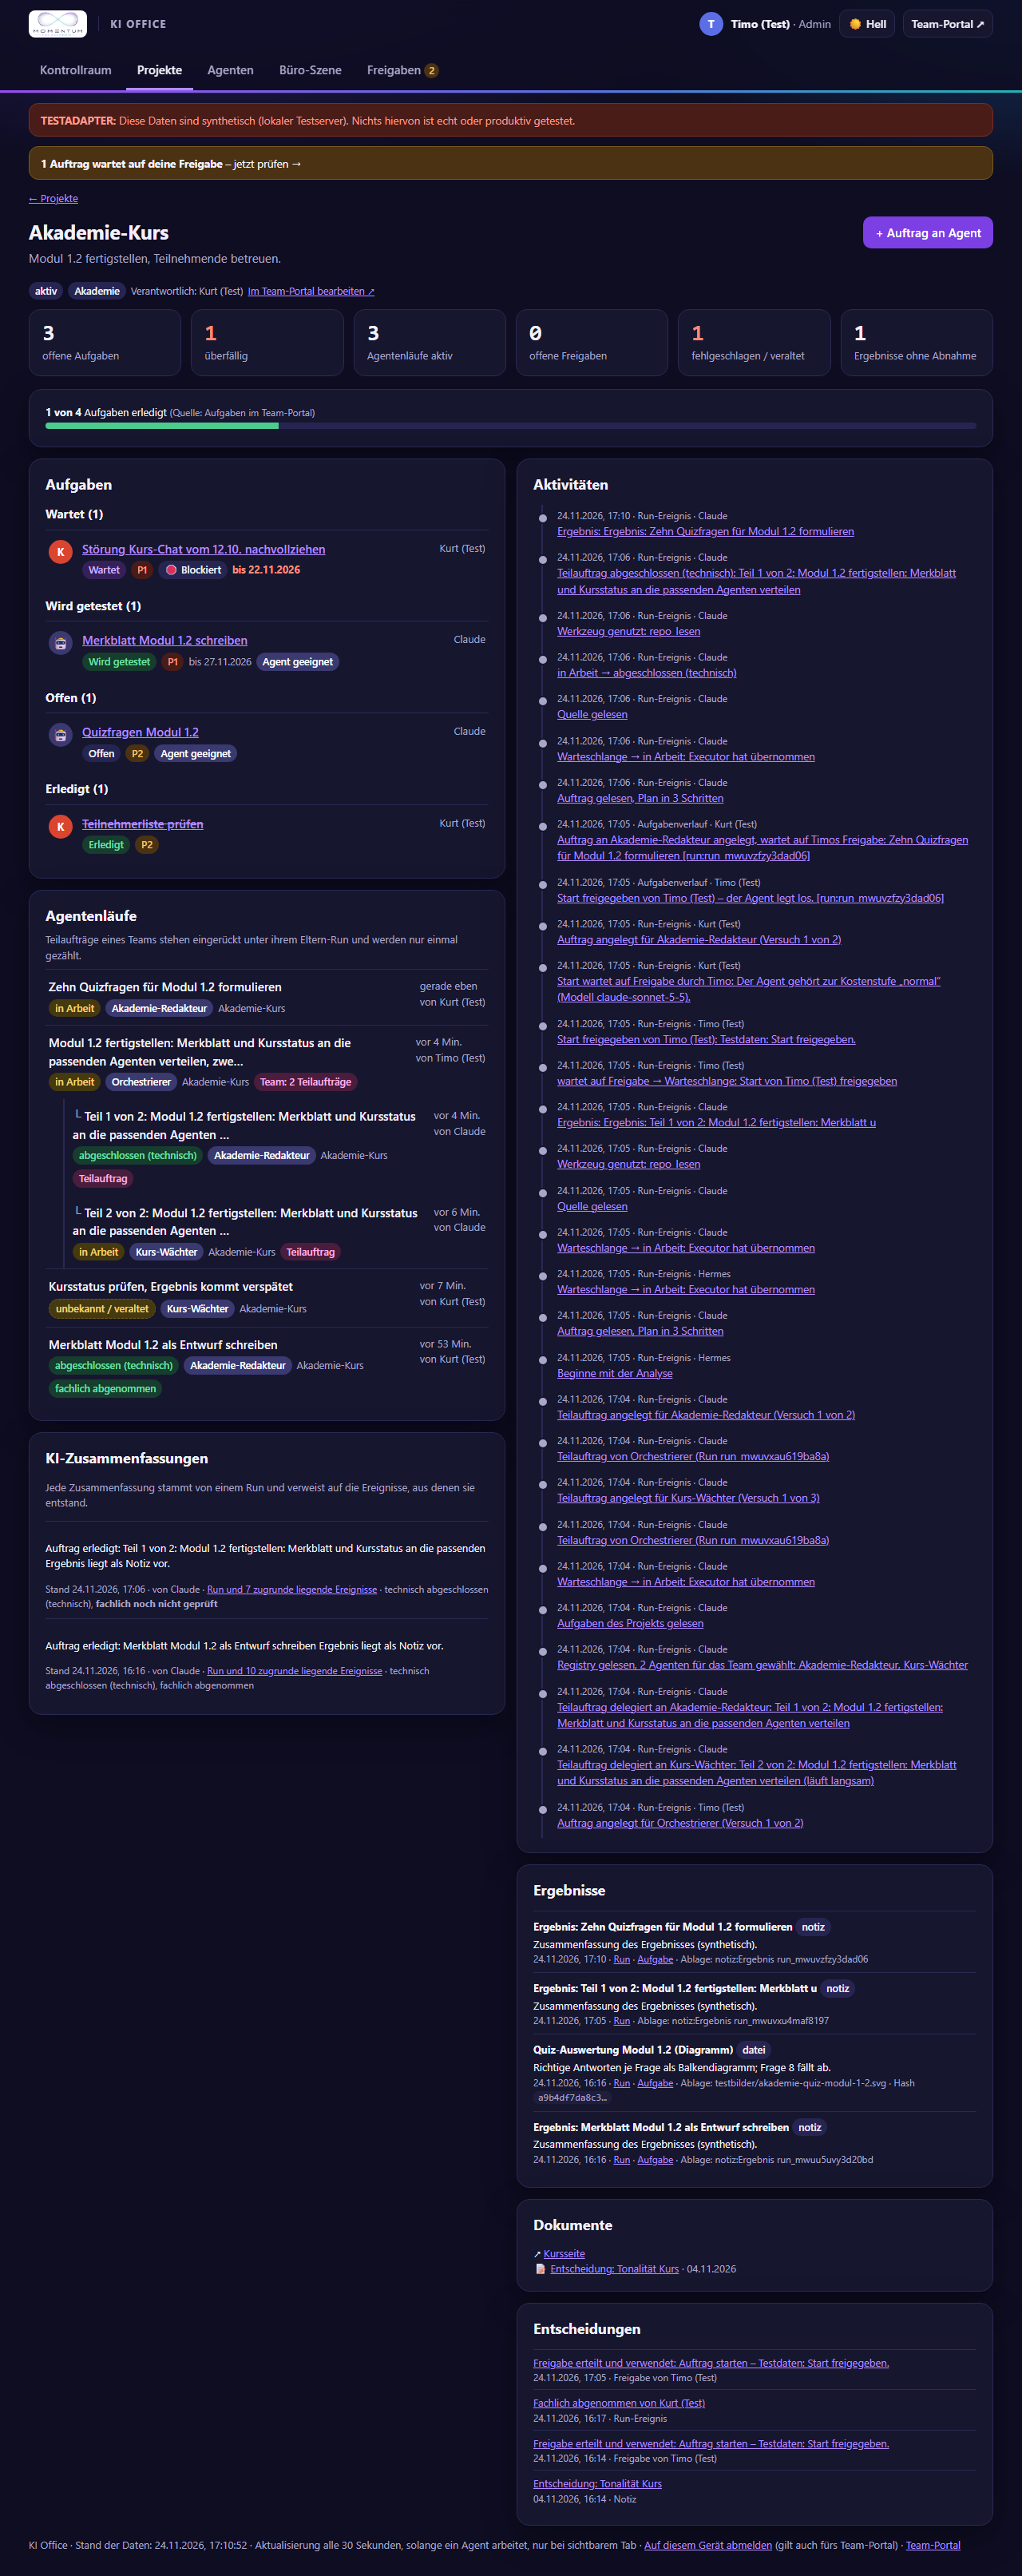 MOMENTUM
KI OFFICE
T Timo (Test) · Admin
Hell
Team-Portal ↗
Kontrollraum
Projekte
Agenten
Büro-Szene
Freigaben 2
TESTADAPTER: Diese Daten sind synthetisch (lokaler Testserver). Nichts hiervon ist echt oder produktiv getestet.
1 Auftrag wartet auf deine Freigabe – jetzt prüfen →
← Projekte
Akademie-Kurs
+ Auftrag an Agent
Modul 1.2 fertigstellen, Teilnehmende betreuen.
aktiv Akademie Verantwortlich: Kurt (Test) Im Team-Portal bearbeiten ↗
3
offene Aufgaben
1
überfällig
3
Agentenläufe aktiv
0
offene Freigaben
1
fehlgeschlagen / veraltet
1
Ergebnisse ohne Abnahme
1 von 4 Aufgaben erledigt (Quelle: Aufgaben im Team-Portal)
Aufgaben
Wartet (1)
K Störung Kurs-Chat vom 12.10. nachvollziehen Kurt (Test)
Wartet P1 Blockiert bis 22.11.2026
Wird getestet (1)
Merkblatt Modul 1.2 schreiben Claude
Wird getestet P1 bis 27.11.2026 Agent geeignet
Offen (1)
Quizfragen Modul 1.2 Claude
Offen P2 Agent geeignet
Erledigt (1)
K Teilnehmerliste prüfen Kurt (Test)
Erledigt P2
Agentenläufe
Teilaufträge eines Teams stehen eingerückt unter ihrem Eltern-Run und werden nur einmal
gezählt.
Zehn Quizfragen für Modul 1.2 formulieren gerade eben
von Kurt (Test)
in Arbeit Akademie-Redakteur Akademie-Kurs
Modul 1.2 fertigstellen: Merkblatt und Kursstatus an die vor 4 Min.
passenden Agenten verteilen, zwe... von Timo (Test)
in Arbeit Orchestrierer Akademie-Kurs Team: 2 Teilaufträge
└ Teil 1 von 2: Modul 1.2 fertigstellen: Merkblatt und Kursstatus vor 4 Min.
an die passenden Agenten ... von Claude
abgeschlossen (technisch) Akademie-Redakteur Akademie-Kurs
Teilauftrag
└ Teil 2 von 2: Modul 1.2 fertigstellen: Merkblatt und Kursstatus vor 6 Min.
an die passenden Agenten ... von Claude
in Arbeit Kurs-Wächter Akademie-Kurs Teilauftrag
Kursstatus prüfen, Ergebnis kommt verspätet vor 7 Min.
von Kurt (Test)
unbekannt / veraltet Kurs-Wächter Akademie-Kurs
Merkblatt Modul 1.2 als Entwurf schreiben vor 53 Min.
von Kurt (Test)
abgeschlossen (technisch) Akademie-Redakteur Akademie-Kurs
fachlich abgenommen
KI-Zusammenfassungen
Jede Zusammenfassung stammt von einem Run und verweist auf die Ereignisse, aus denen sie
entstand.
Auftrag erledigt: Teil 1 von 2: Modul 1.2 fertigstellen: Merkblatt und Kursstatus an die passenden
Ergebnis liegt als Notiz vor.
Stand 24.11.2026, 17:06 · von Claude · Run und 7 zugrunde liegende Ereignisse · technisch abgeschlossen
(technisch), fachlich noch nicht geprüft
Auftrag erledigt: Merkblatt Modul 1.2 als Entwurf schreiben Ergebnis liegt als Notiz vor.
Stand 24.11.2026, 16:16 · von Claude · Run und 10 zugrunde liegende Ereignisse · technisch
abgeschlossen (technisch), fachlich abgenommen
Aktivitäten
24.11.2026, 17:10 · Run-Ereignis · Claude
Ergebnis: Ergebnis: Zehn Quizfragen für Modul 1.2 formulieren
24.11.2026, 17:06 · Run-Ereignis · Claude
Teilauftrag abgeschlossen (technisch): Teil 1 von 2: Modul 1.2 fertigstellen: Merkblatt
und Kursstatus an die passenden Agenten verteilen
24.11.2026, 17:06 · Run-Ereignis · Claude
Werkzeug genutzt: repo_lesen
24.11.2026, 17:06 · Run-Ereignis · Claude
in Arbeit → abgeschlossen (technisch)
24.11.2026, 17:06 · Run-Ereignis · Claude
Quelle gelesen
24.11.2026, 17:06 · Run-Ereignis · Claude
Warteschlange → in Arbeit: Executor hat übernommen
24.11.2026, 17:06 · Run-Ereignis · Claude
Auftrag gelesen, Plan in 3 Schritten
24.11.2026, 17:05 · Aufgabenverlauf · Kurt (Test)
Auftrag an Akademie-Redakteur angelegt, wartet auf Timos Freigabe: Zehn Quizfragen
für Modul 1.2 formulieren [run:run_mwuvzfzy3dad06]
24.11.2026, 17:05 · Aufgabenverlauf · Timo (Test)
Start freigegeben von Timo (Test) – der Agent legt los. [run:run_mwuvzfzy3dad06]
24.11.2026, 17:05 · Run-Ereignis · Kurt (Test)
Auftrag angelegt für Akademie-Redakteur (Versuch 1 von 2)
24.11.2026, 17:05 · Run-Ereignis · Kurt (Test)
Start wartet auf Freigabe durch Timo: Der Agent gehört zur Kostenstufe „normal“
(Modell claude-sonnet-5-5).
24.11.2026, 17:05 · Run-Ereignis · Timo (Test)
Start freigegeben von Timo (Test): Testdaten: Start freigegeben.
24.11.2026, 17:05 · Run-Ereignis · Timo (Test)
wartet auf Freigabe → Warteschlange: Start von Timo (Test) freigegeben
24.11.2026, 17:05 · Run-Ereignis · Claude
Ergebnis: Ergebnis: Teil 1 von 2: Modul 1.2 fertigstellen: Merkblatt u
24.11.2026, 17:05 · Run-Ereignis · Claude
Werkzeug genutzt: repo_lesen
24.11.2026, 17:05 · Run-Ereignis · Claude
Quelle gelesen
24.11.2026, 17:05 · Run-Ereignis · Claude
Warteschlange → in Arbeit: Executor hat übernommen
24.11.2026, 17:05 · Run-Ereignis · Hermes
Warteschlange → in Arbeit: Executor hat übernommen
24.11.2026, 17:05 · Run-Ereignis · Claude
Auftrag gelesen, Plan in 3 Schritten
24.11.2026, 17:05 · Run-Ereignis · Hermes
Beginne mit der Analyse
24.11.2026, 17:04 · Run-Ereignis · Claude
Teilauftrag angelegt für Akademie-Redakteur (Versuch 1 von 2)
24.11.2026, 17:04 · Run-Ereignis · Claude
Teilauftrag von Orchestrierer (Run run_mwuvxau619ba8a)
24.11.2026, 17:04 · Run-Ereignis · Claude
Teilauftrag angelegt für Kurs-Wächter (Versuch 1 von 3)
24.11.2026, 17:04 · Run-Ereignis · Claude
Teilauftrag von Orchestrierer (Run run_mwuvxau619ba8a)
24.11.2026, 17:04 · Run-Ereignis · Claude
Warteschlange → in Arbeit: Executor hat übernommen
24.11.2026, 17:04 · Run-Ereignis · Claude
Aufgaben des Projekts gelesen
24.11.2026, 17:04 · Run-Ereignis · Claude
Registry gelesen, 2 Agenten für das Team gewählt: Akademie-Redakteur, Kurs-Wächter
24.11.2026, 17:04 · Run-Ereignis · Claude
Teilauftrag delegiert an Akademie-Redakteur: Teil 1 von 2: Modul 1.2 fertigstellen:
Merkblatt und Kursstatus an die passenden Agenten verteilen
24.11.2026, 17:04 · Run-Ereignis · Claude
Teilauftrag delegiert an Kurs-Wächter: Teil 2 von 2: Modul 1.2 fertigstellen: Merkblatt
und Kursstatus an die passenden Agenten verteilen (läuft langsam)
24.11.2026, 17:04 · Run-Ereignis · Timo (Test)
Auftrag angelegt für Orchestrierer (Versuch 1 von 2)
Ergebnisse
Ergebnis: Zehn Quizfragen für Modul 1.2 formulieren notiz
Zusammenfassung des Ergebnisses (synthetisch).
24.11.2026, 17:10 · Run · Aufgabe · Ablage: notiz:Ergebnis run_mwuvzfzy3dad06
Ergebnis: Teil 1 von 2: Modul 1.2 fertigstellen: Merkblatt u notiz
Zusammenfassung des Ergebnisses (synthetisch).
24.11.2026, 17:05 · Run · Ablage: notiz:Ergebnis run_mwuvxu4maf8197
Quiz-Auswertung Modul 1.2 (Diagramm) datei
Richtige Antworten je Frage als Balkendiagramm; Frage 8 fällt ab.
24.11.2026, 16:16 · Run · Aufgabe · Ablage: testbilder/akademie-quiz-modul-1-2.svg · Hash
a9b4df7da8c3…
Ergebnis: Merkblatt Modul 1.2 als Entwurf schreiben notiz
Zusammenfassung des Ergebnisses (synthetisch).
24.11.2026, 16:16 · Run · Aufgabe · Ablage: notiz:Ergebnis run_mwuu5uvy3d20bd
Dokumente
↗ Kursseite
Entscheidung: Tonalität Kurs · 04.11.2026
Entscheidungen
Freigabe erteilt und verwendet: Auftrag starten – Testdaten: Start freigegeben.
24.11.2026, 17:05 · Freigabe von Timo (Test)
Fachlich abgenommen von Kurt (Test)
24.11.2026, 16:17 · Run-Ereignis
Freigabe erteilt und verwendet: Auftrag starten – Testdaten: Start freigegeben.
24.11.2026, 16:14 · Freigabe von Timo (Test)
Entscheidung: Tonalität Kurs
04.11.2026, 16:14 · Notiz
KI Office · Stand der Daten: 24.11.2026, 17:10:52 · Aktualisierung alle 30 Sekunden, solange ein Agent arbeitet, nur bei sichtbarem Tab · Auf diesem Gerät abmelden (gilt auch fürs Team-Portal) · Team-Portal